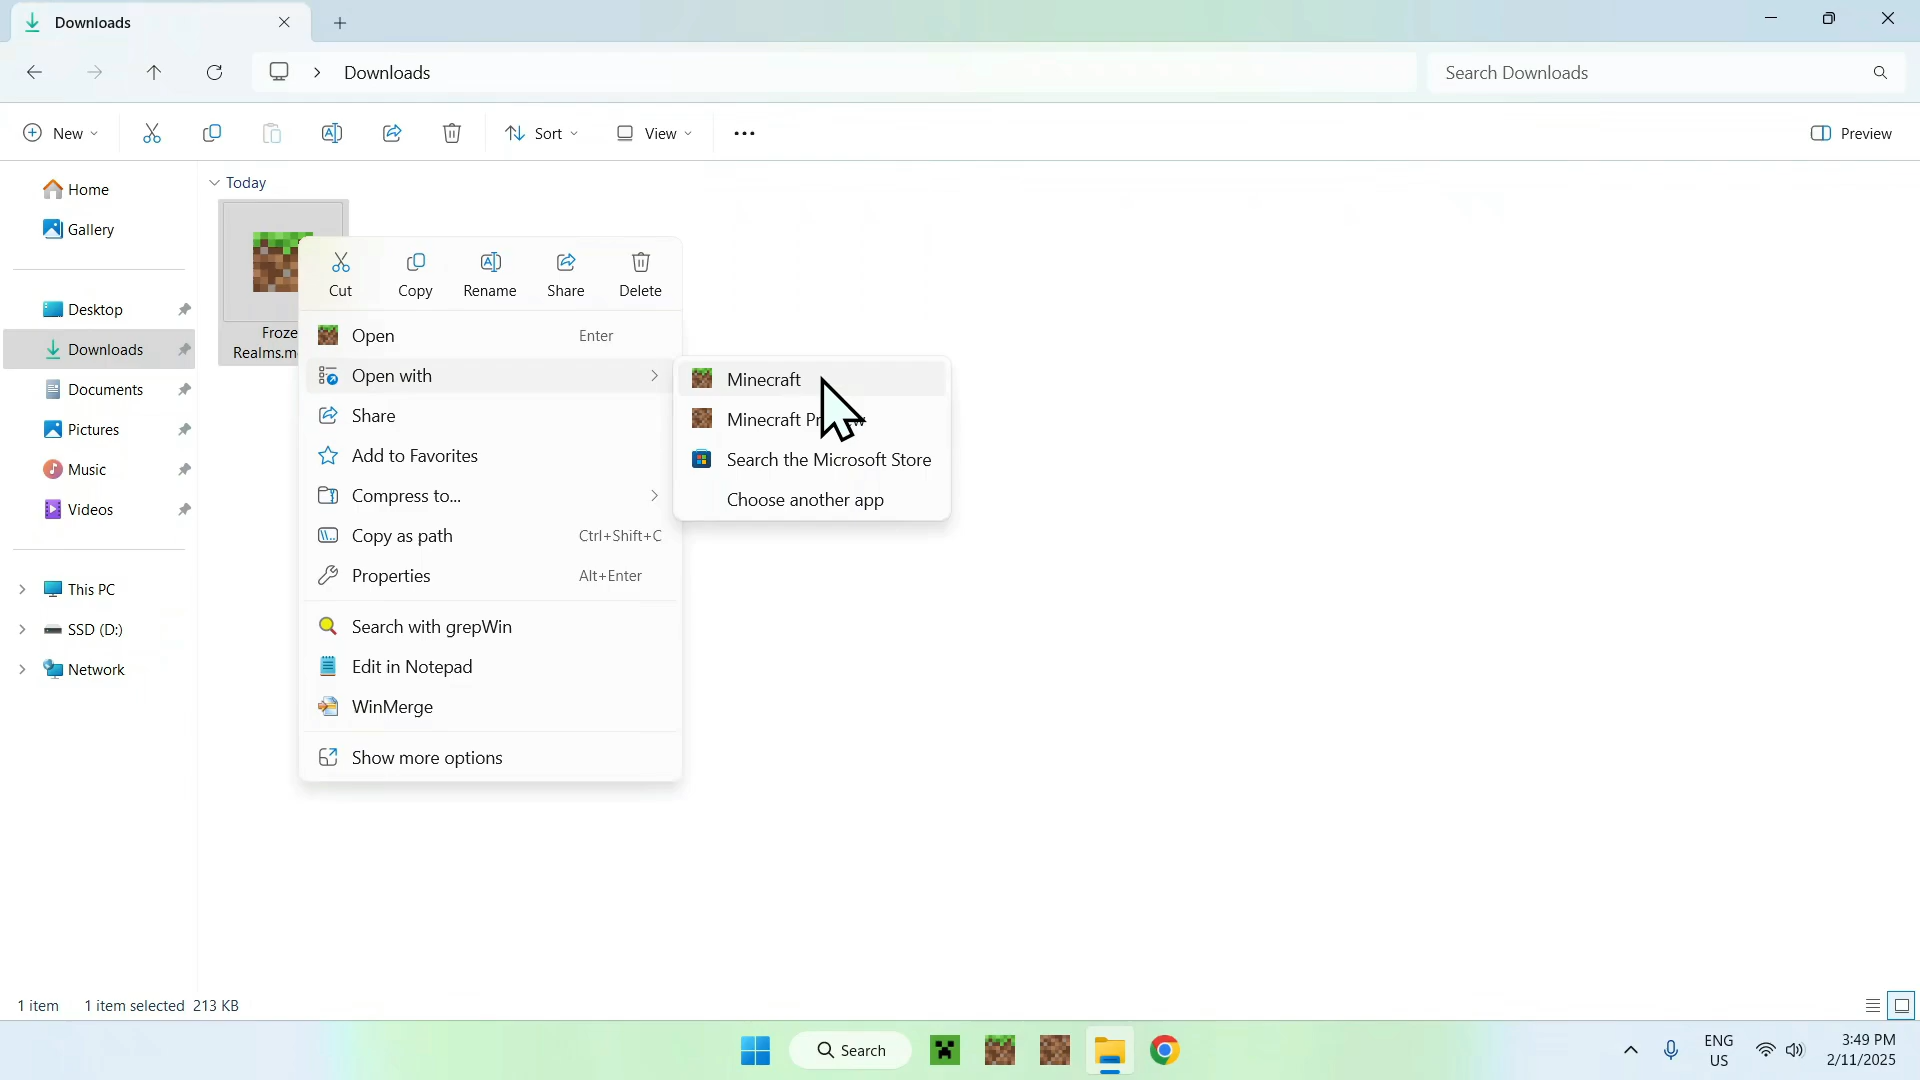 Downloads
Downloads
Search Downloads
New
Sort
View
Preview
Home
Gallery
Desktop
Downloads
Documents
Pictures
Music
Videos
This PC
SSD (D:)
Network
Today
Cut
Copy
Rename
Share
Delete
Open Enter
Open with
Share
Add to Favorites
Compress to...
Copy as path Ctrl+Shift+C
Properties Alt+Enter
Search with grepWin
Edit in Notepad
WinMerge
Show more options
Minecraft
Minecraft
Search the Microsoft Store
Choose another app
1 item 1 item selected 213 KB
Search
ENG
US
3:49 PM
2/11/2025